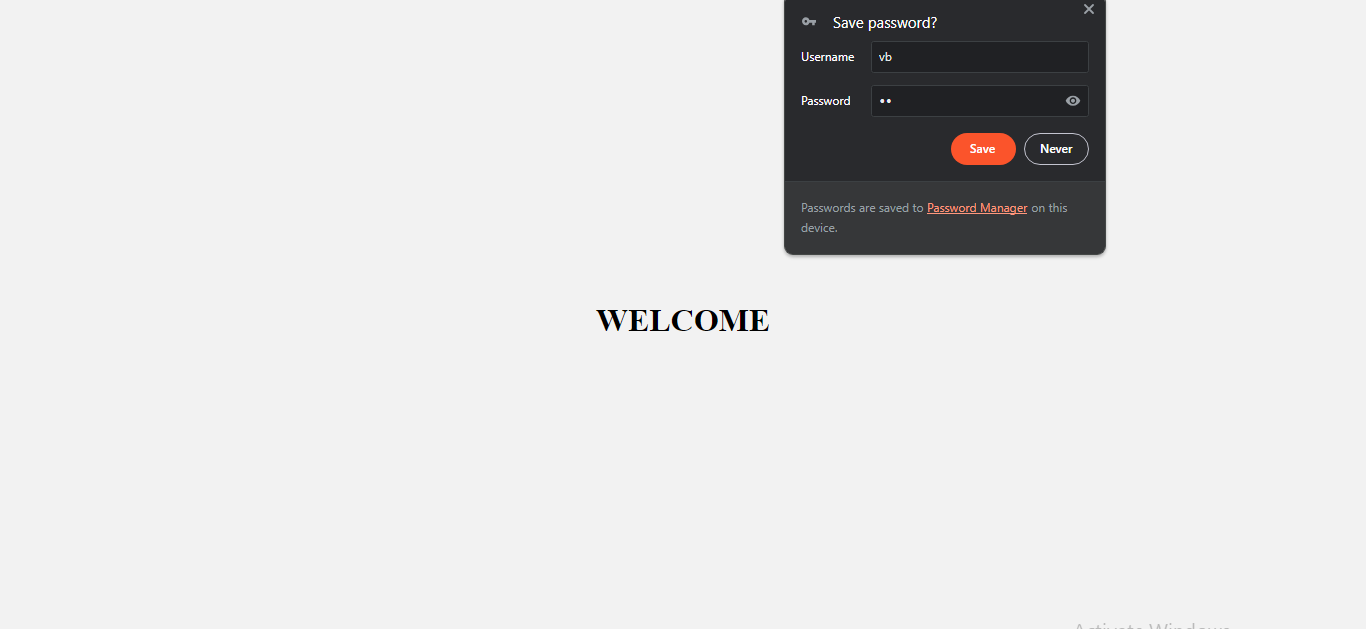 Save password?
Username vb
Password ••
Save Never
Passwords are saved to Password Manager on this
device.
WELCOME
Activate Windows